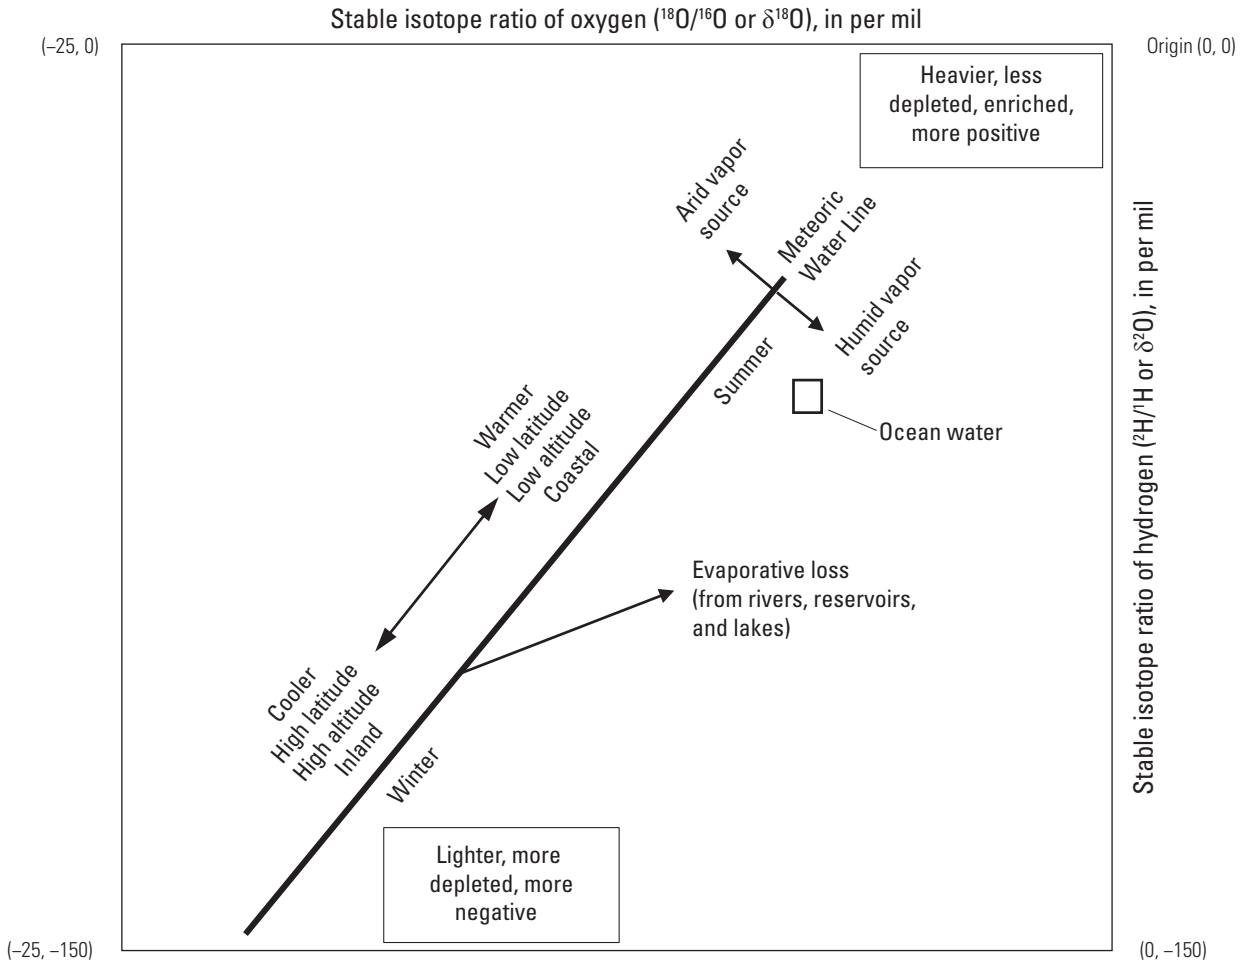 Stable isotope ratio of oxygen (¹⁸O/¹⁶O or δ¹⁸O), in per mil
(–25, 0)
Origin (0, 0)
Heavier, less
depleted, enriched,
more positive
Arid vapor
source
Meteoric
Water Line
Humid vapor
source
Summer
Ocean water
Warmer
Low latitude
Low altitude
Coastal
Evaporative loss
(from rivers, reservoirs,
and lakes)
Cooler
High latitude
High altitude
Inland
Winter
Lighter, more
depleted, more
negative
Stable isotope ratio of hydrogen (²H/¹H or δ²O), in per mil
(–25, –150)
(0, –150)